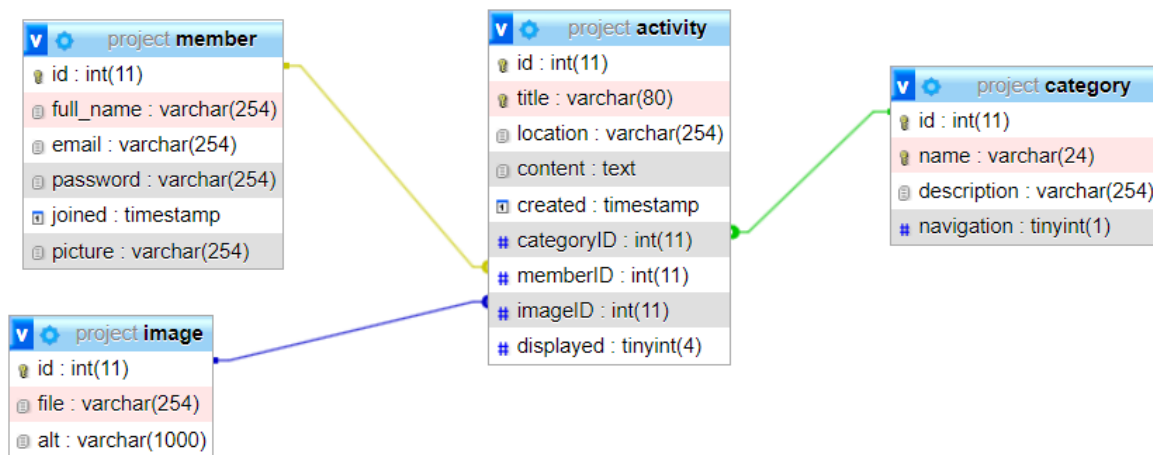 project member
id : int(11)
full_name : varchar(254)
email : varchar(254)
password : varchar(254)
joined : timestamp
picture : varchar(254)
project image
id : int(11)
file : varchar(254)
alt : varchar(1000)
project activity
id : int(11)
title : varchar(80)
location : varchar(254)
content : text
created : timestamp
categoryID : int(11)
memberID : int(11)
imageID : int(11)
displayed : tinyint(4)
project category
id : int(11)
name : varchar(24)
description : varchar(254)
navigation : tinyint(1)